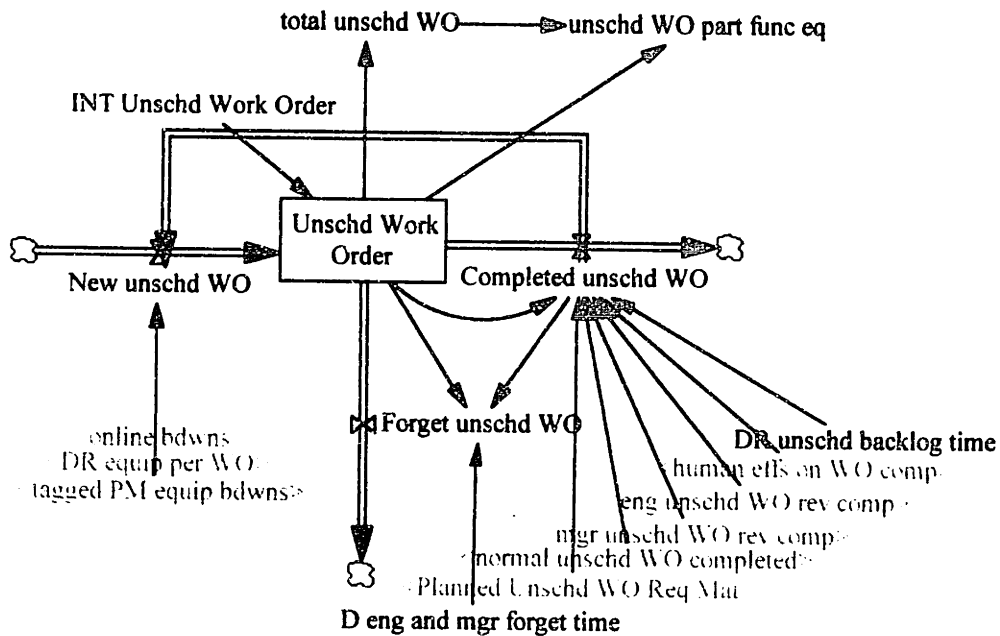 total unschd WO unschd WO part func eq
INT Unschd Work Order
Unschd Work
Order
New unschd WO
Completed unschd WO
Forget unschd WO
online bdwns
DR equip per WO>
tagged PM equip bdwns>
DR unschd backlog time
human effs on WO comp
eng unschd WO rev comp
mgr unschd WO rev comp>
<normal unschd WO completed>
<Planned Unschd WO Req Mat
D eng and mgr forget time